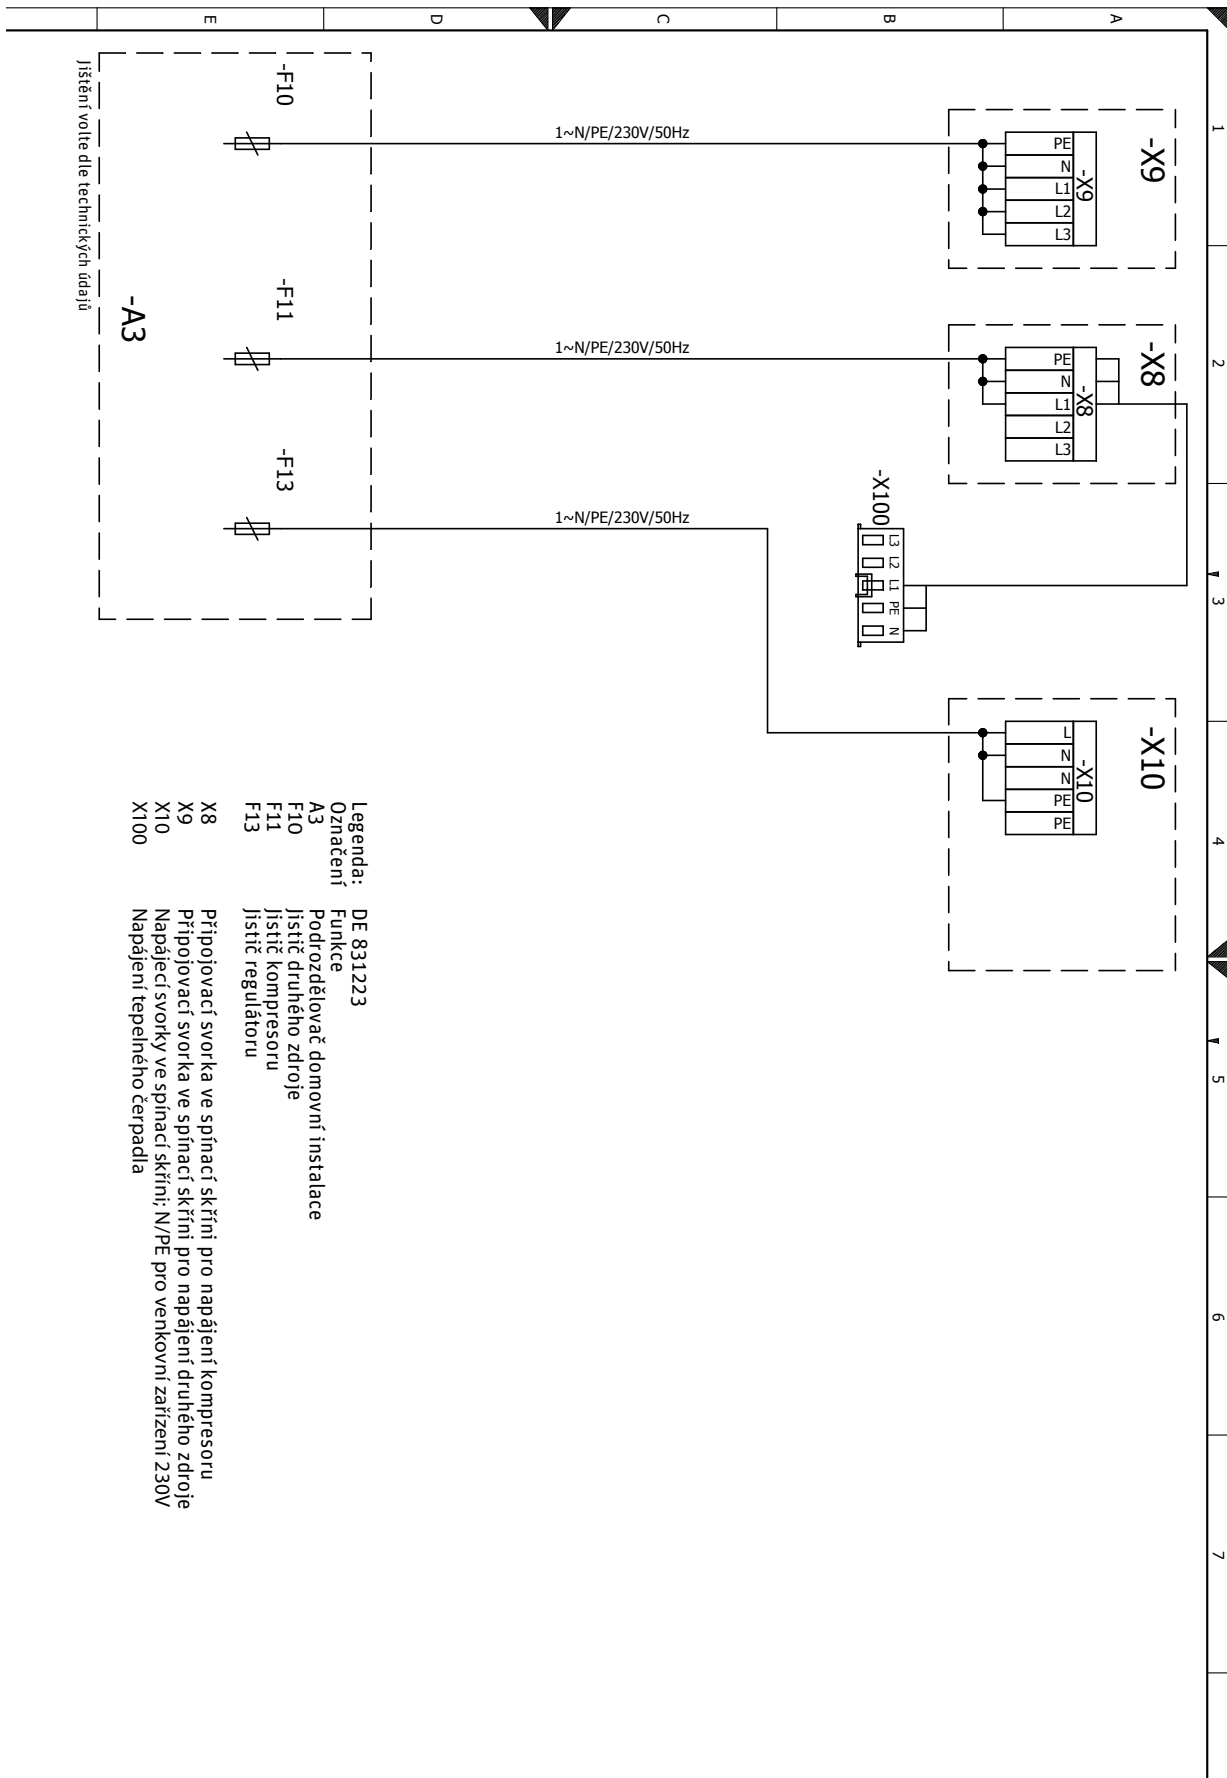 1
2
3
4
5
6
7
A
B
C
D
E
-X9
-X9
PE
N
L1
L2
L3
-X8
-X8
PE
N
L1
L2
L3
-X100
L3
L2
L1
PE
N
-X10
-X10
L
N
N
PE
PE
1~N/PE/230V/50Hz
1~N/PE/230V/50Hz
1~N/PE/230V/50Hz
-F10
-F11
-F13
-A3
Jištění volte dle technických údajů
Legenda: DE 831223
Označení Funkce
A3 Podrozdělovač domovní instalace
F10 Jistič druhého zdroje
F11 Jistič kompresoru
F13 Jistič regulátoru
X8 Připojovací svorka ve spínací skříni pro napájení kompresoru
X9 Připojovací svorka ve spínací skříni pro napájení druhého zdroje
X10 Napájecí svorky ve spínací skříni; N/PE pro venkovní zařízení 230V
X100 Napájení tepelného čerpadla